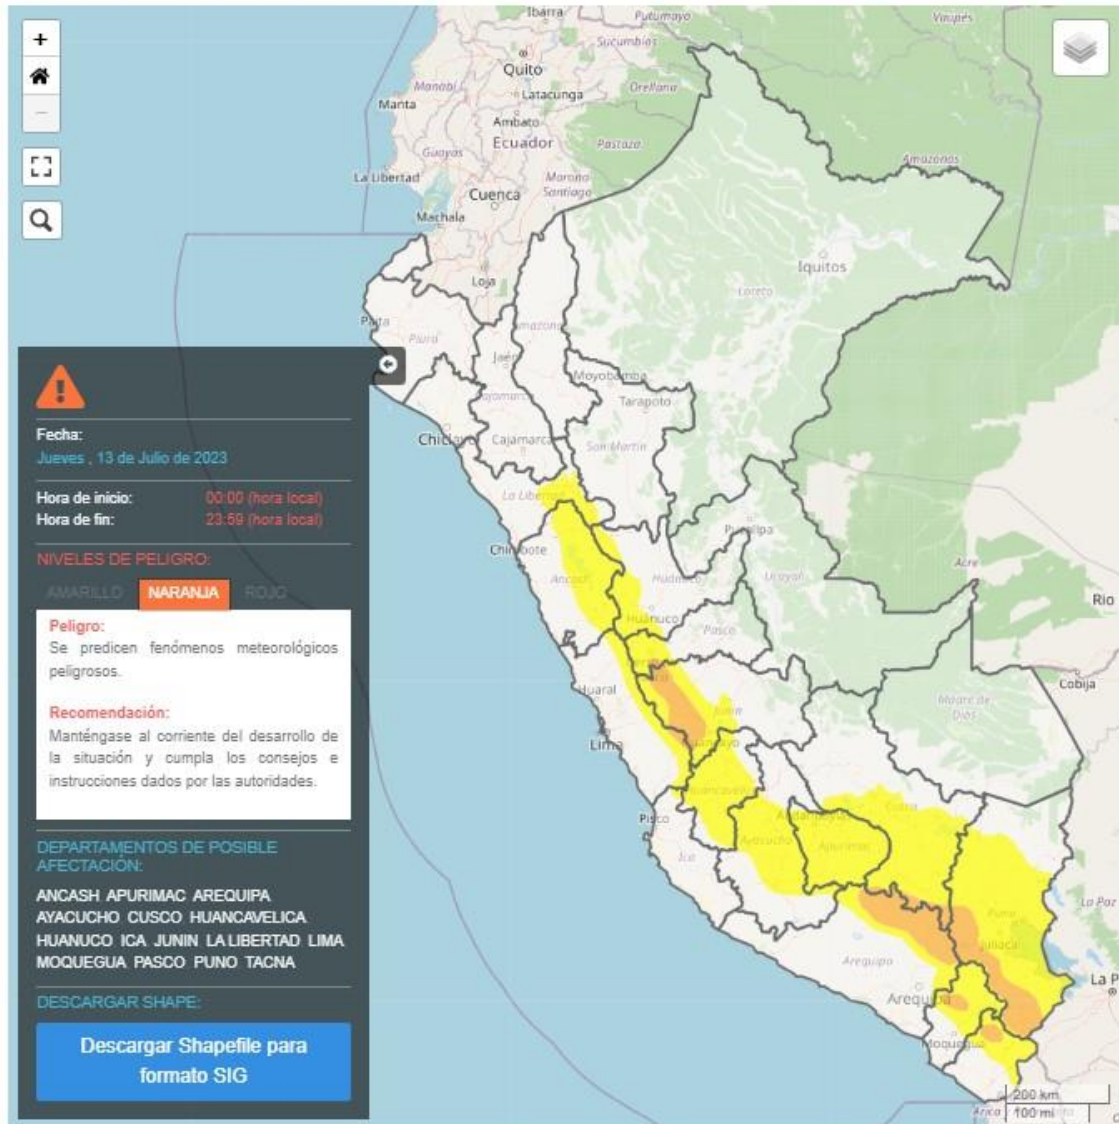 Ibarra
Putumayo
Vaupés
Sucumbíos
Quito
Manabí
Latacunga
Orellana
Manta
Ambato
Ecuador
Pastaza
Guayas
Amazonas
La Libertad
Morona
Santiago
Cuenca
Machala
Iquitos
Loja
Loreto
Paita
Piura
Jaén
Moyobamba
Tarapoto
Cajamarca
San Martín
Chiclayo
La Libertad
Pucallpa
Chimbote
Acre
Ancash
Huánuco
Ucayali
Rio
Huánuco
Pasco
Cobija
Huaral
Junín
Madre de
Dios
Lima
Huancayo
Huancavelica
Pisco
Andahuaylas
Cusco
Ayacucho
Apurímac
Ica
La Paz
Puno
Juliaca
Arequipa
La P
Arequipa
Moquegua
200 km
100 mi
Arica
+
−
Fecha:
Jueves , 13 de Julio de 2023
Hora de inicio: 00:00 (hora local)
Hora de fin: 23:59 (hora local)
NIVELES DE PELIGRO:
AMARILLO NARANJA ROJO
Peligro:
Se predicen fenómenos meteorológicos
peligrosos.
Recomendación:
Manténgase al corriente del desarrollo de
la situación y cumpla los consejos e
instrucciones dados por las autoridades.
DEPARTAMENTOS DE POSIBLE
AFECTACIÓN:
ANCASH APURIMAC AREQUIPA
AYACUCHO CUSCO HUANCAVELICA
HUANUCO ICA JUNIN LA LIBERTAD LIMA
MOQUEGUA PASCO PUNO TACNA
DESCARGAR SHAPE:
Descargar Shapefile para
formato SIG